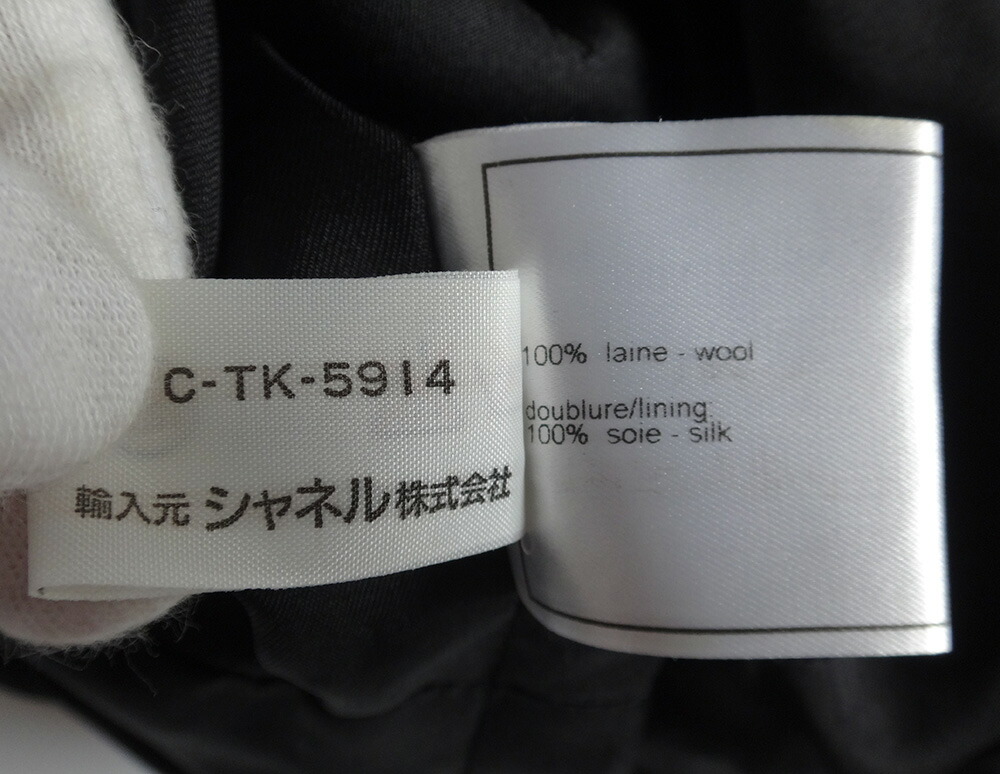 C-TK-5914
輸入元 シャネル株式会社
100% laine - wool
doublure/lining:
100% soie - silk